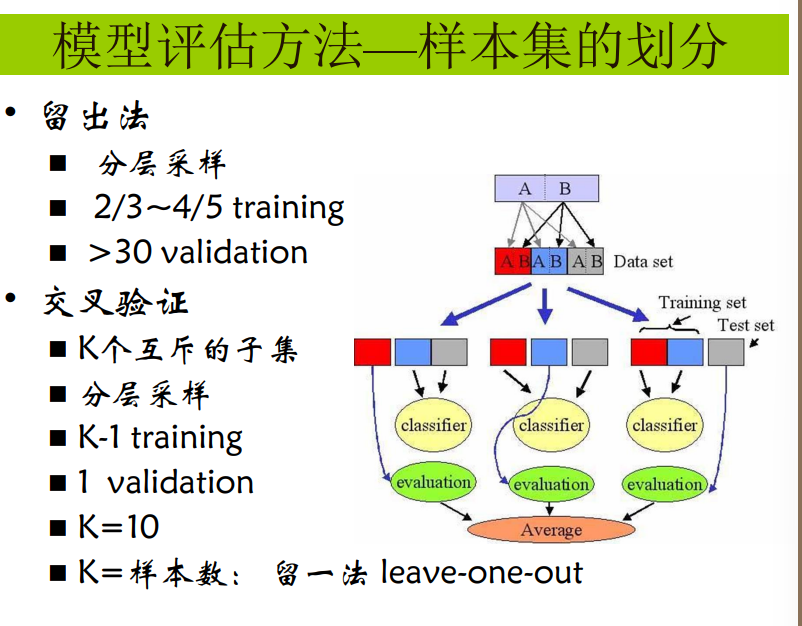 模型评估方法—样本集的划分
• 留出法
■ 分层采样
■ 2/3~4/5 training
■ >30 validation
• 交叉验证
■ K个互斥的子集
■ 分层采样
■ K-1 training
■ 1 validation
■ K=10
■ K=样本数： 留一法 leave-one-out
A B
A B A B A B Data set
Training set
Test set
classifier classifier classifier
evaluation evaluation evaluation
Average